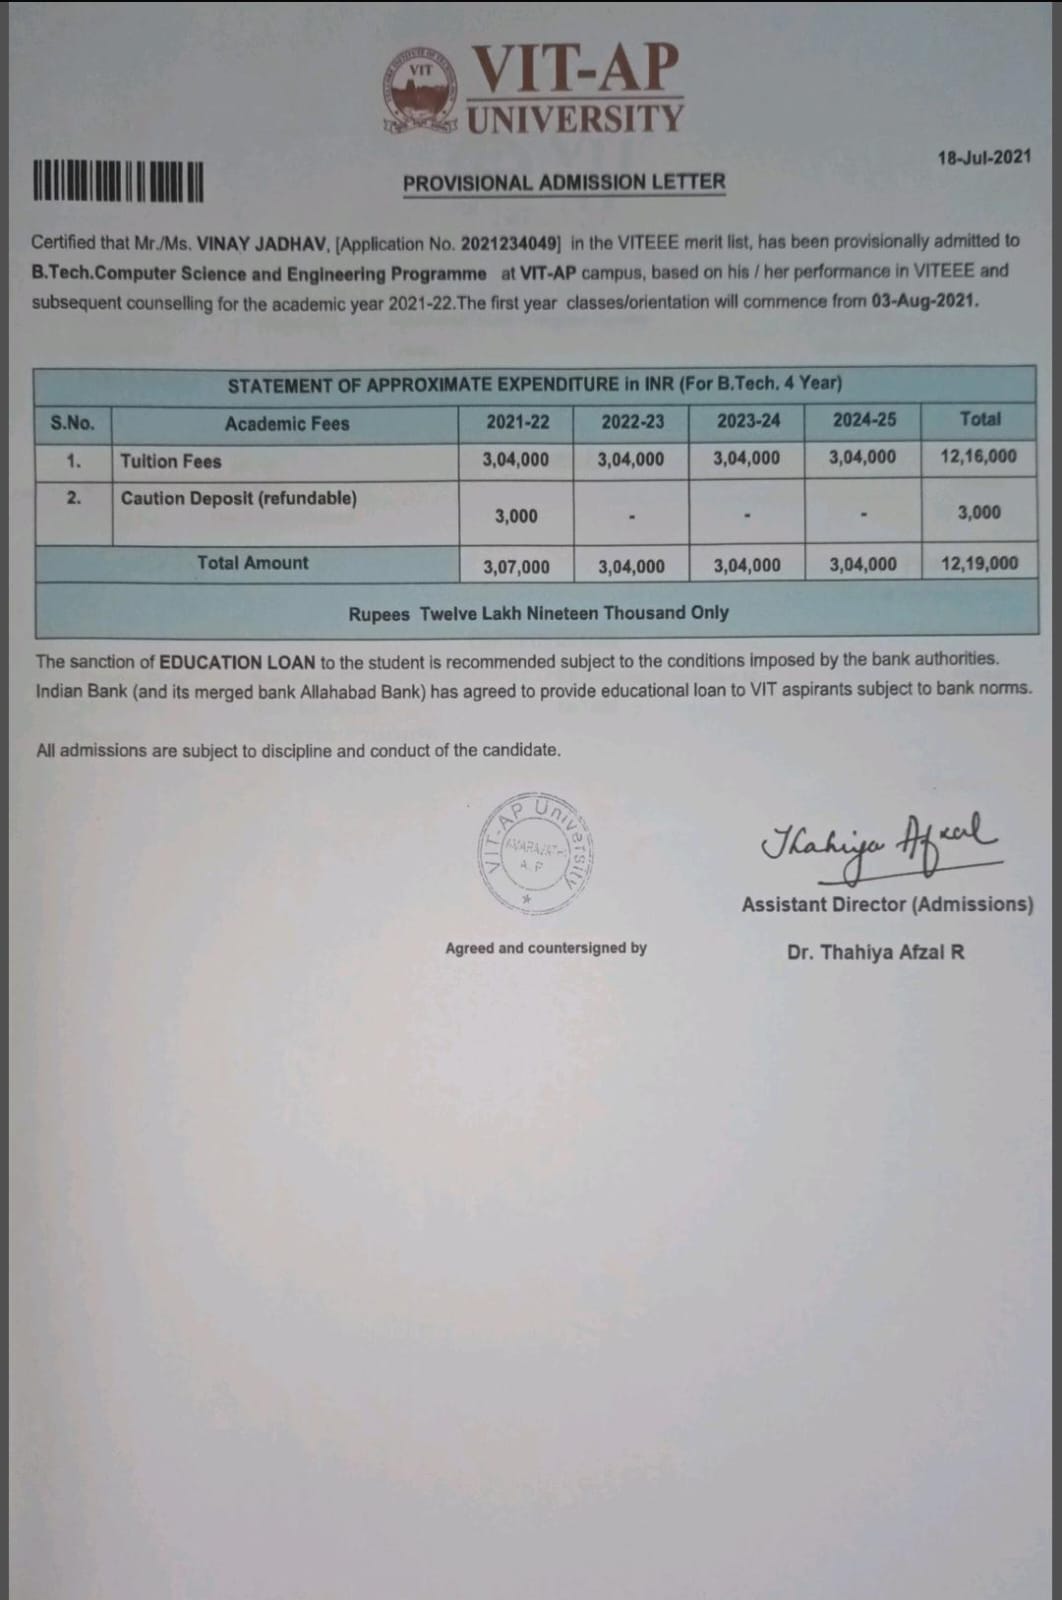 VIT
VIT-AP
UNIVERSITY
18-Jul-2021
PROVISIONAL ADMISSION LETTER
Certified that Mr./Ms. VINAY JADHAV, [Application No. 2021234049] in the VITEEE merit list, has been provisionally admitted to
B.Tech.Computer Science and Engineering Programme at VIT-AP campus, based on his / her performance in VITEEE and
subsequent counselling for the academic year 2021-22.The first year classes/orientation will commence from 03-Aug-2021.
STATEMENT OF APPROXIMATE EXPENDITURE in INR (For B.Tech. 4 Year)
S.No. Academic Fees 2021-22 2022-23 2023-24 2024-25 Total
1. Tuition Fees 3,04,000 3,04,000 3,04,000 3,04,000 12,16,000
2. Caution Deposit (refundable) 3,000 - - - 3,000
Total Amount 3,07,000 3,04,000 3,04,000 3,04,000 12,19,000
Rupees Twelve Lakh Nineteen Thousand Only
The sanction of EDUCATION LOAN to the student is recommended subject to the conditions imposed by the bank authorities.
Indian Bank (and its merged bank Allahabad Bank) has agreed to provide educational loan to VIT aspirants subject to bank norms.
All admissions are subject to discipline and conduct of the candidate.
VIT-AP University
A.P
Thahiya Afzal
Assistant Director (Admissions)
Agreed and countersigned by
Dr. Thahiya Afzal R